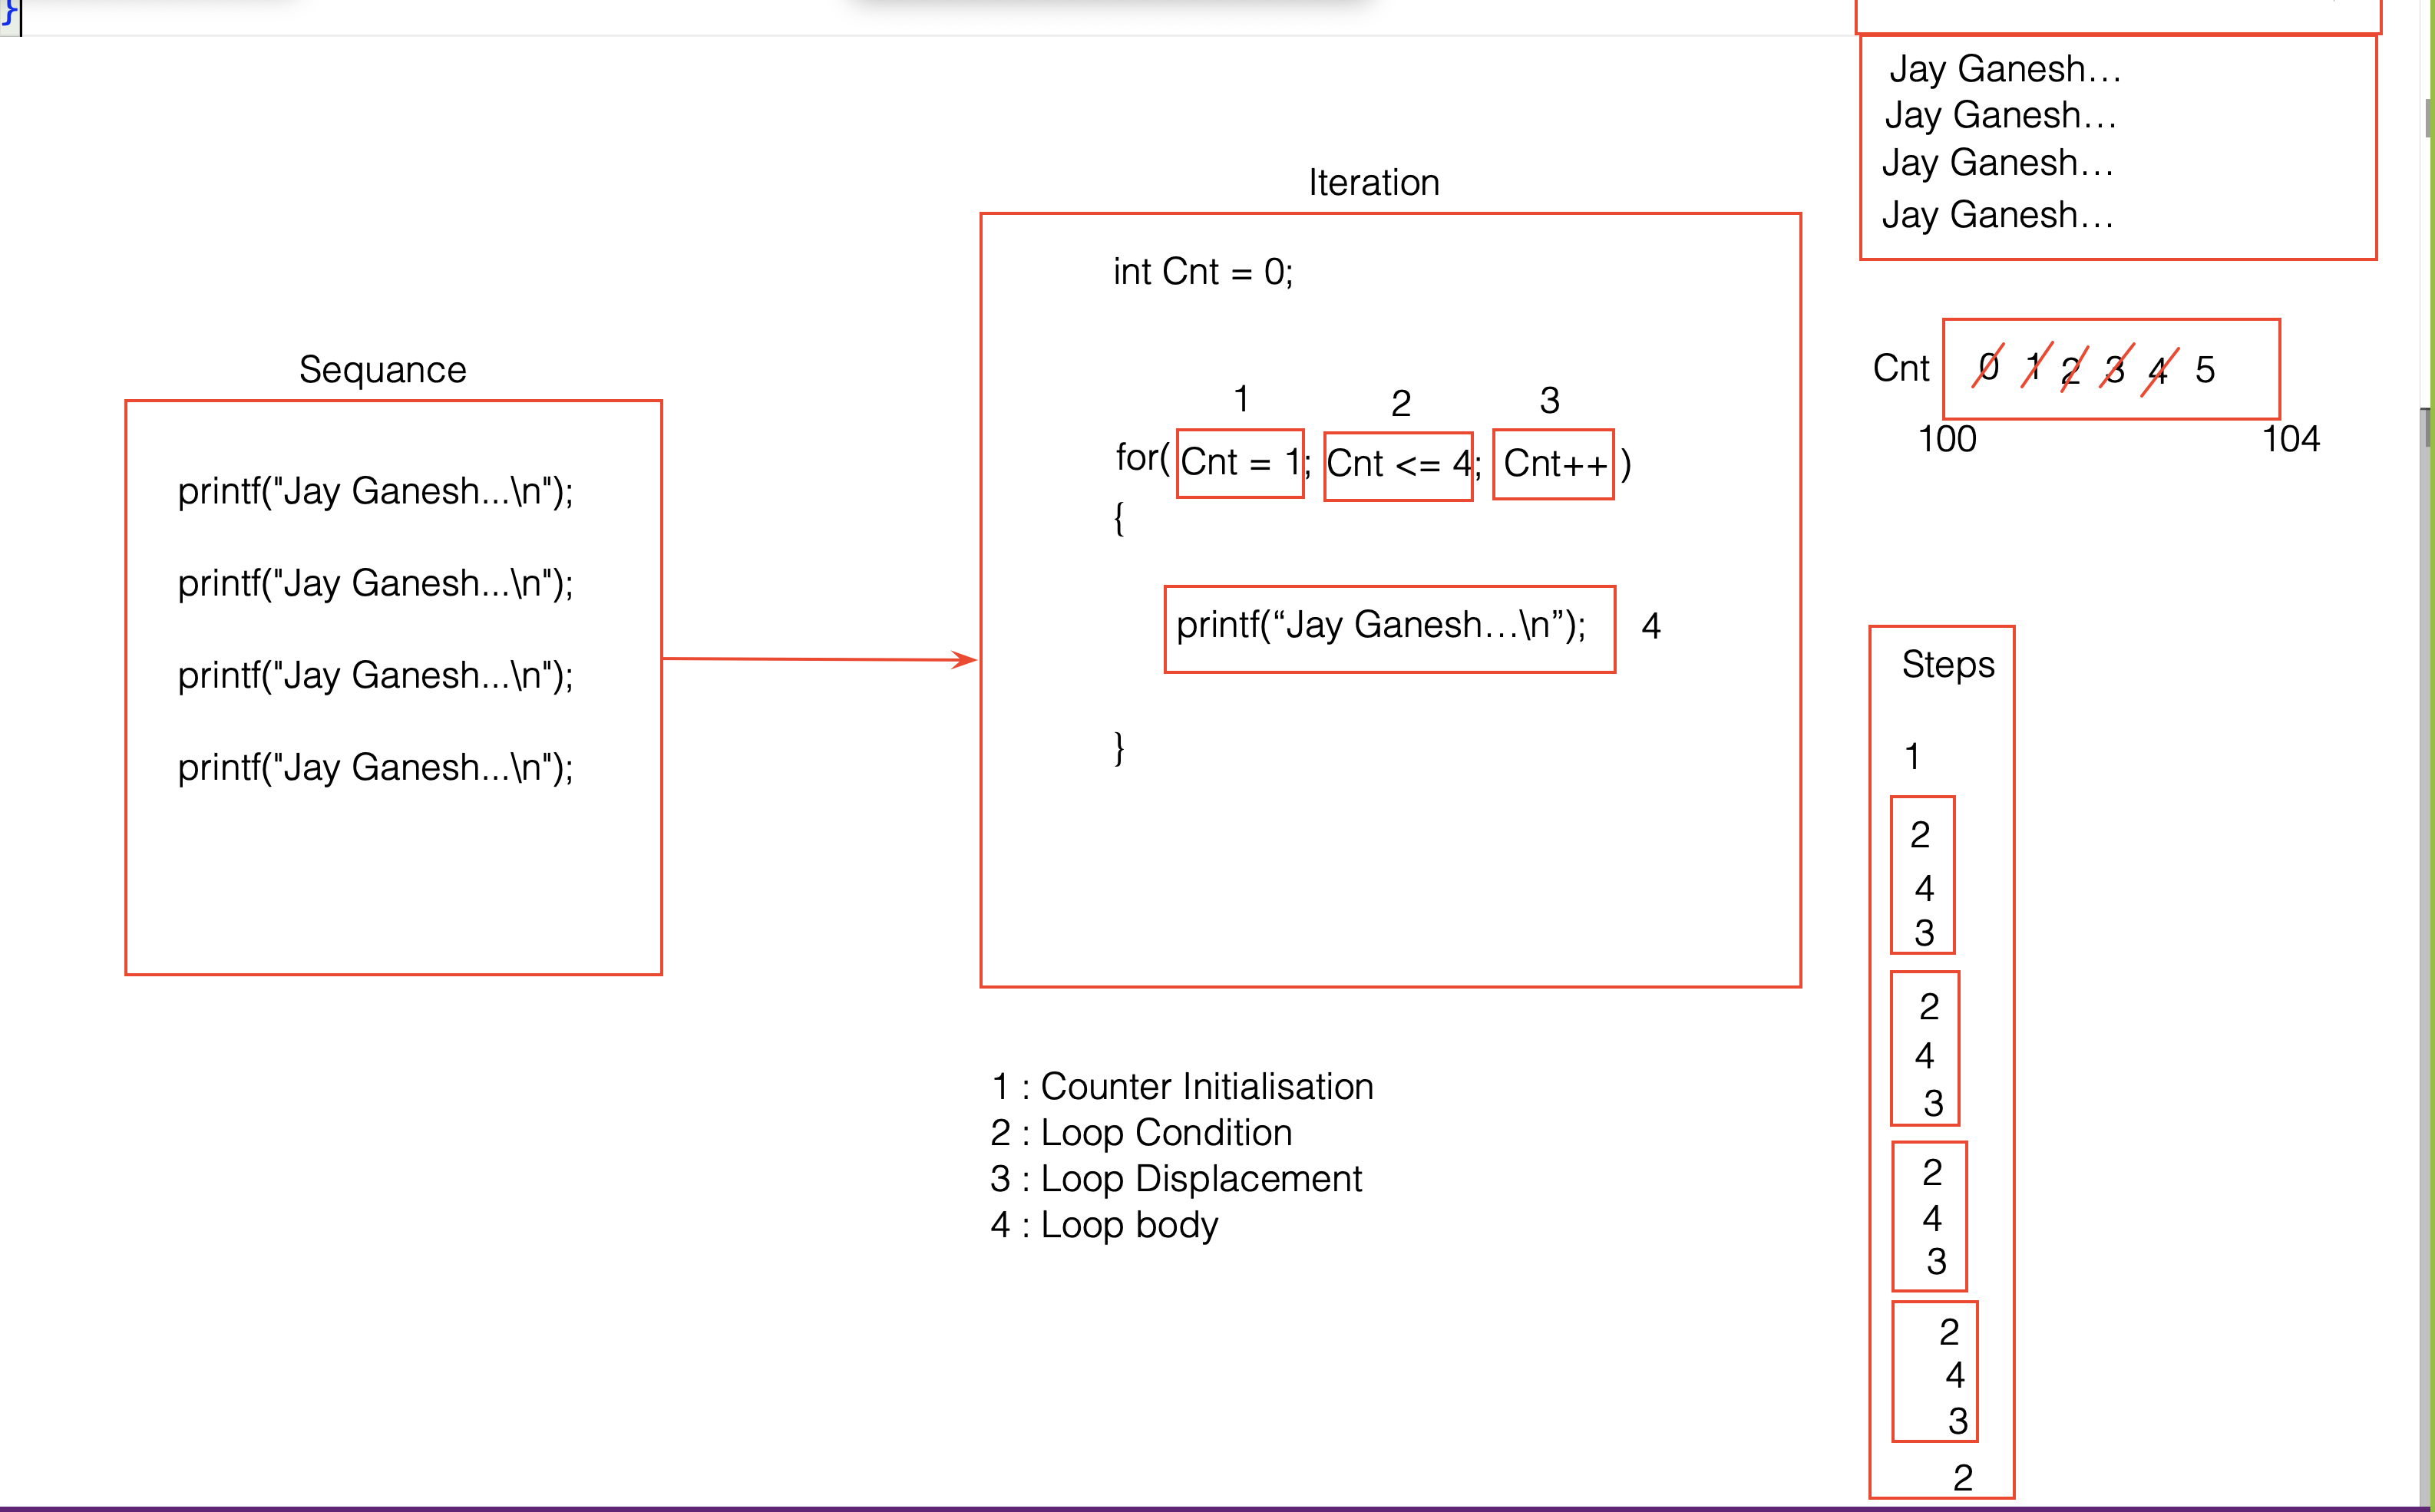 }
Sequance
printf("Jay Ganesh...\n");
printf("Jay Ganesh...\n");
printf("Jay Ganesh...\n");
printf("Jay Ganesh...\n");
Iteration
int Cnt = 0;
1 2 3
for( Cnt = 1; Cnt <= 4; Cnt++ )
{
printf(“Jay Ganesh…\n”); 4
}
1 : Counter Initialisation
2 : Loop Condition
3 : Loop Displacement
4 : Loop body
Jay Ganesh…
Jay Ganesh…
Jay Ganesh…
Jay Ganesh…
Cnt 0 1 2 3 4 5
100 104
Steps
1
2
4
3
2
4
3
2
4
3
2
4
3
2